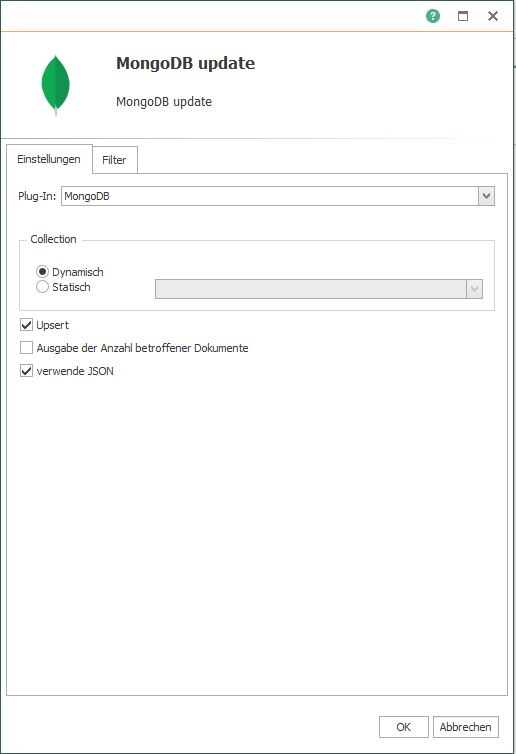 ?
MongoDB update
MongoDB update
Einstellungen
Filter
Plug-In: MongoDB
Collection
Dynamisch
Statisch
Upsert
Ausgabe der Anzahl betroffener Dokumente
verwende JSON
OK
Abbrechen